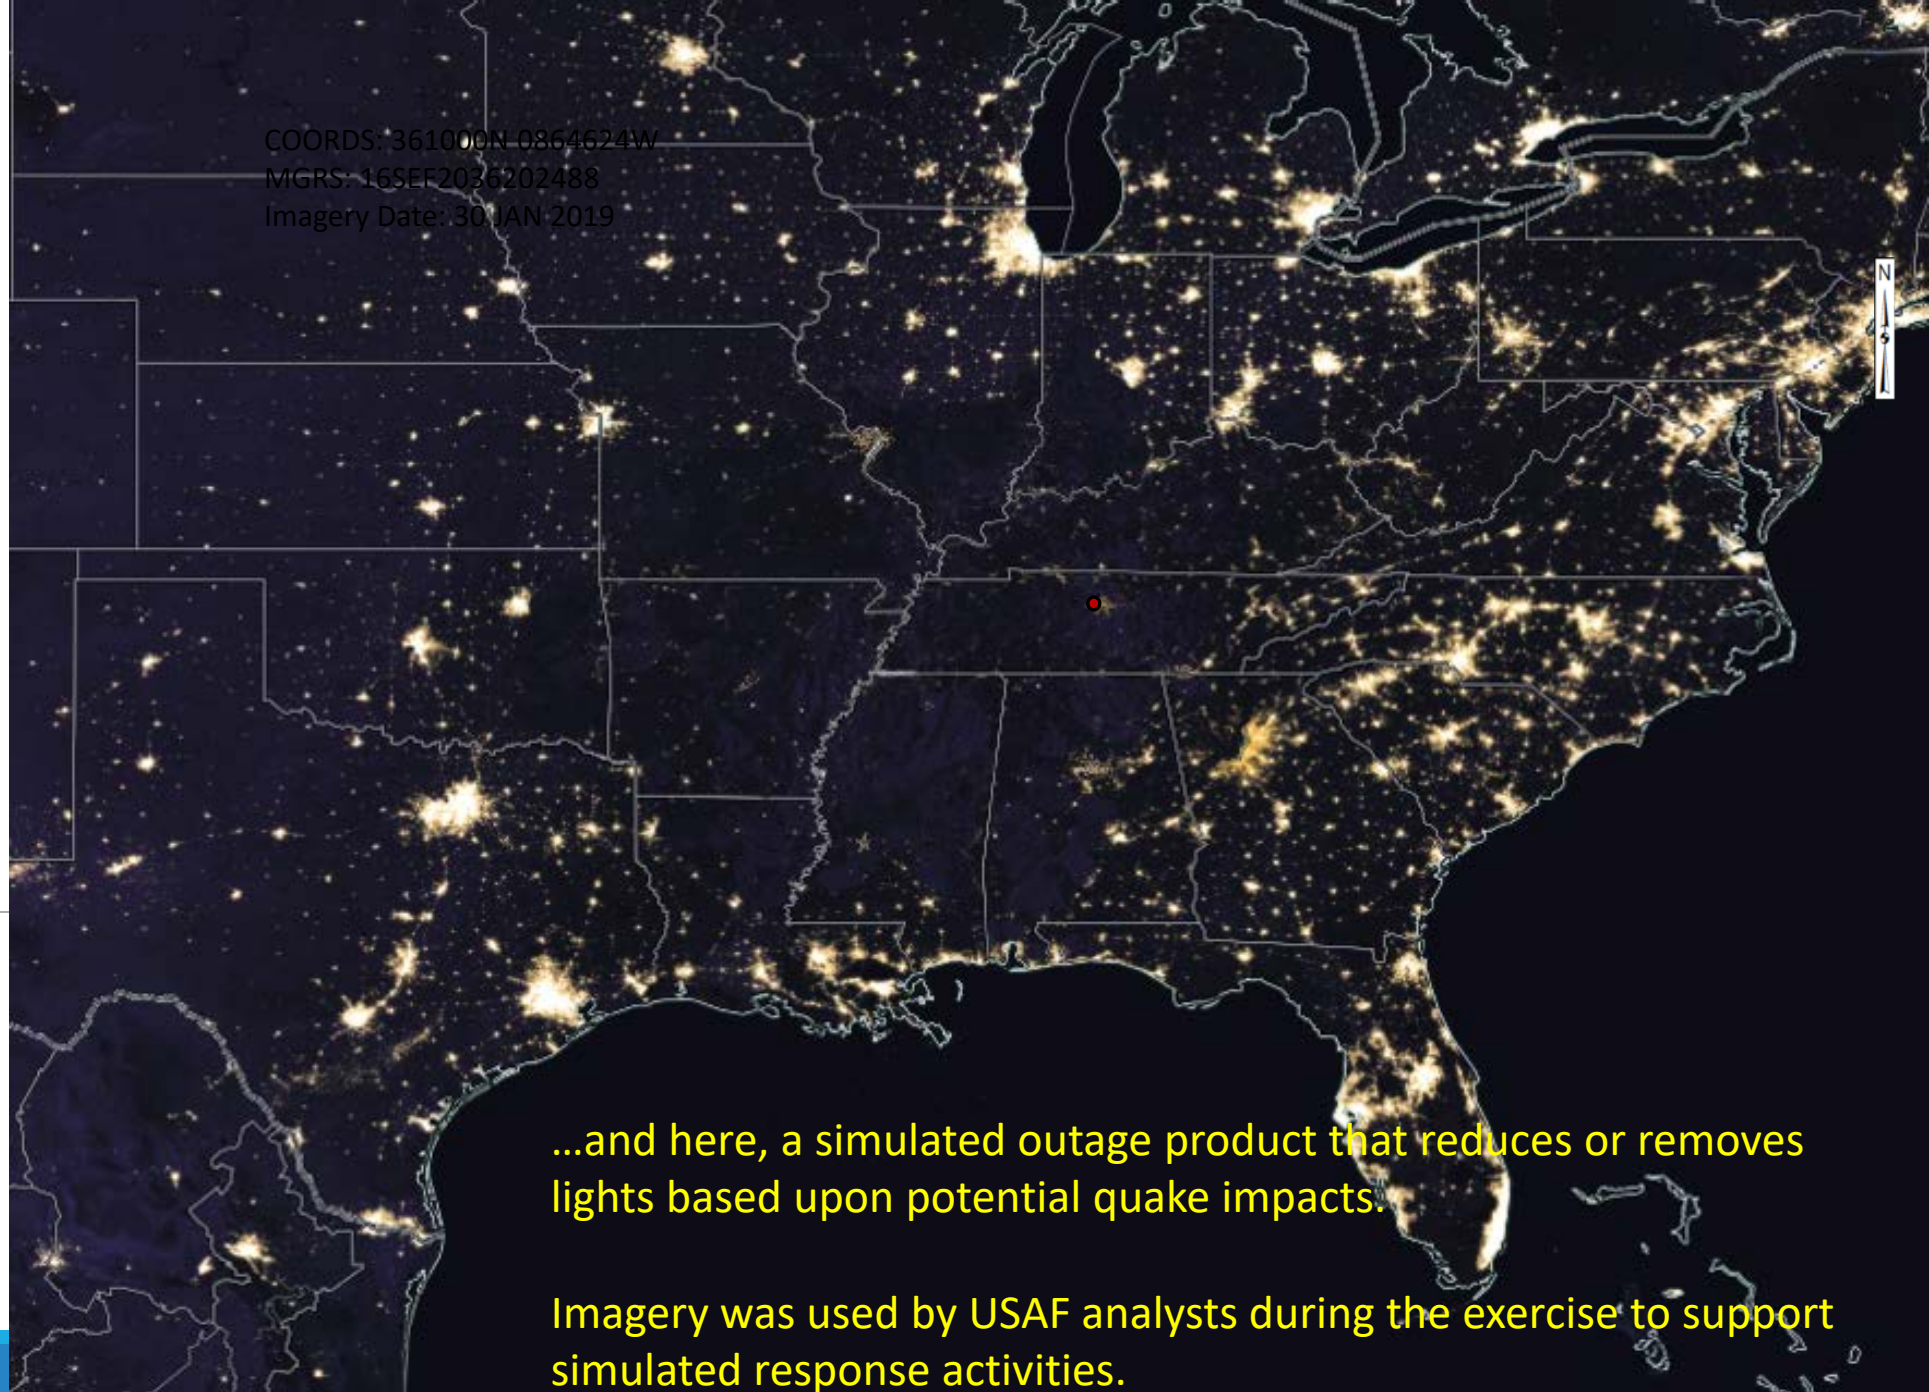 COORDS: 361000N 0864624W
MGRS: 16SEF2036202488
Imagery Date: 30 JAN 2019
N
...and here, a simulated outage product that reduces or removes
lights based upon potential quake impacts.
Imagery was used by USAF analysts during the exercise to support
simulated response activities.